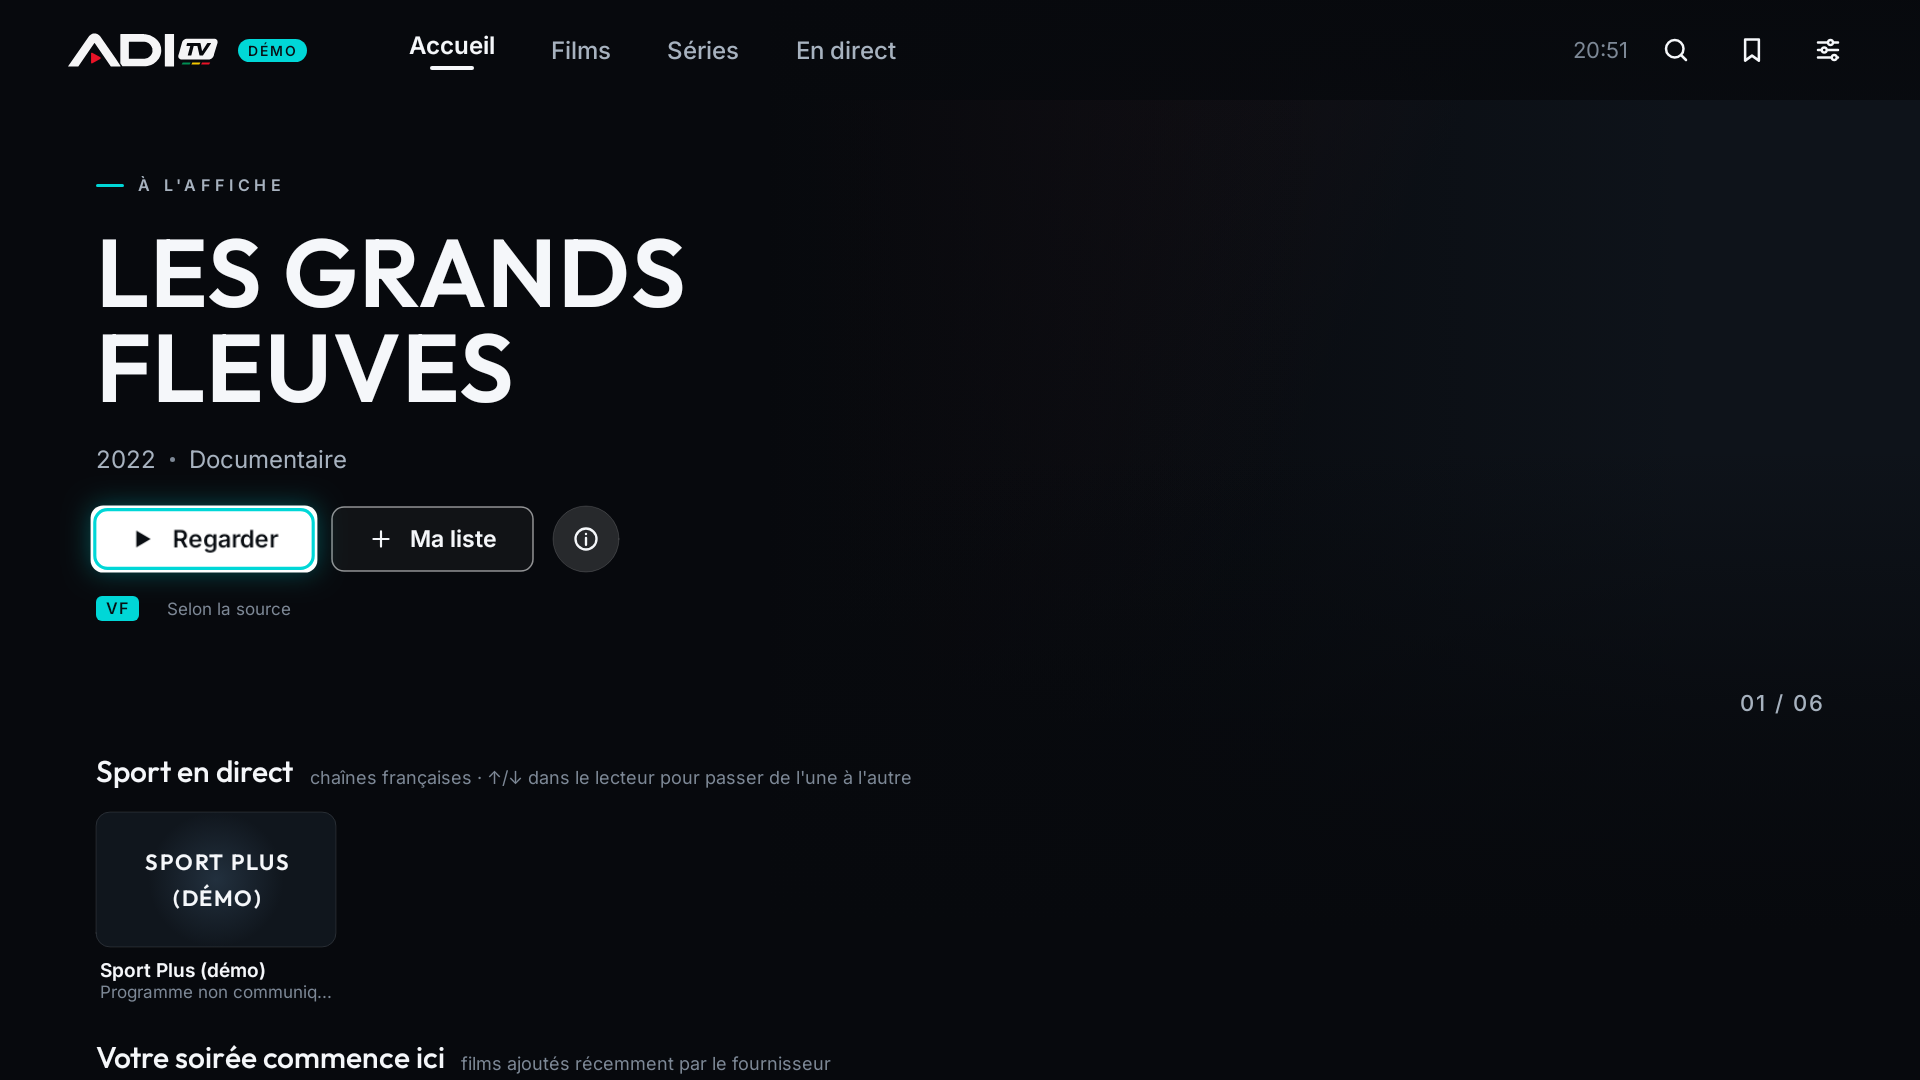 ADI TV DÉMO Accueil Films Séries En direct 20:51
À L'AFFICHE
LES GRANDS
FLEUVES
2022 • Documentaire
Regarder Ma liste
VF Selon la source
01 / 06
Sport en direct chaînes françaises · ↑/↓ dans le lecteur pour passer de l'une à l'autre
SPORT PLUS
(DÉMO)
Sport Plus (démo)
Programme non communiq...
Votre soirée commence ici films ajoutés récemment par le fournisseur